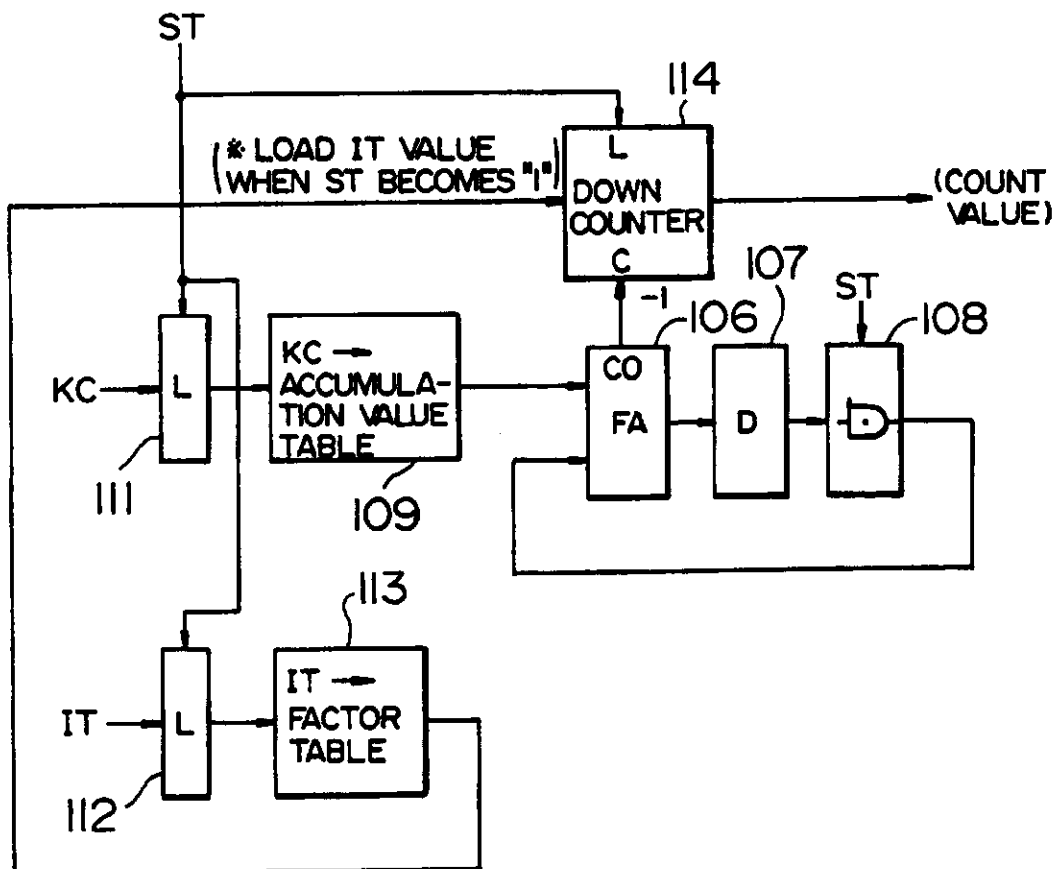 ST
114
(* LOAD IT VALUE
WHEN ST BECOMES "1")
L
DOWN
COUNTER
C
(COUNT
VALUE)
-1
107
ST
106
108
KC
L
KC →
ACCUMULA-
TION VALUE
TABLE
CO
FA
D
111
109
113
IT
L
IT →
FACTOR
TABLE
112